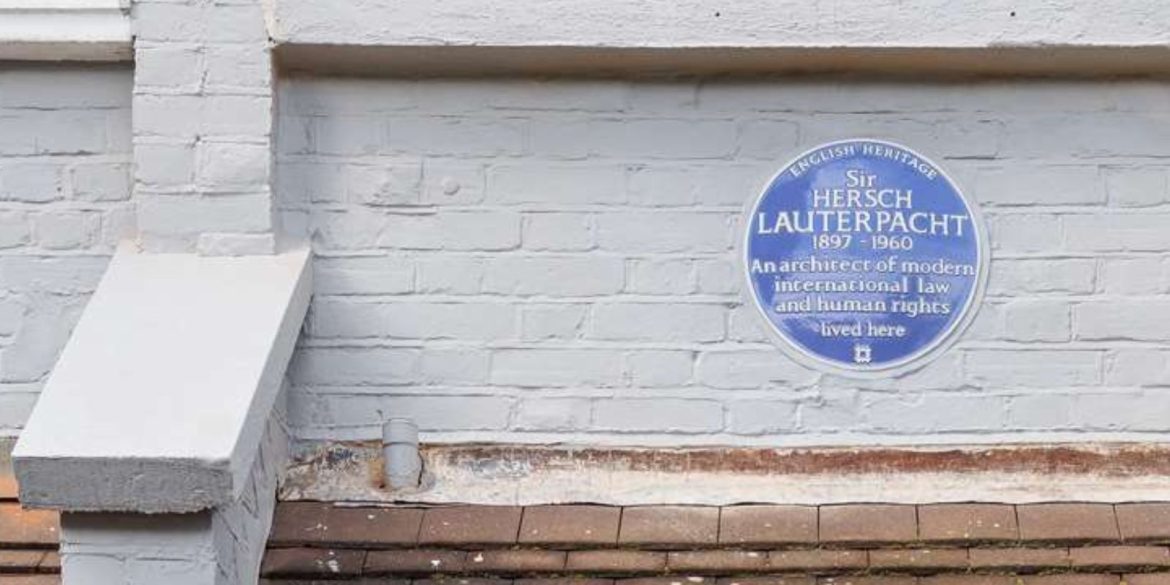 ENGLISH HERITAGE
Sir
HERSCH
LAUTERPACHT
1897 - 1960
An architect of modern
international law
and human rights
lived here